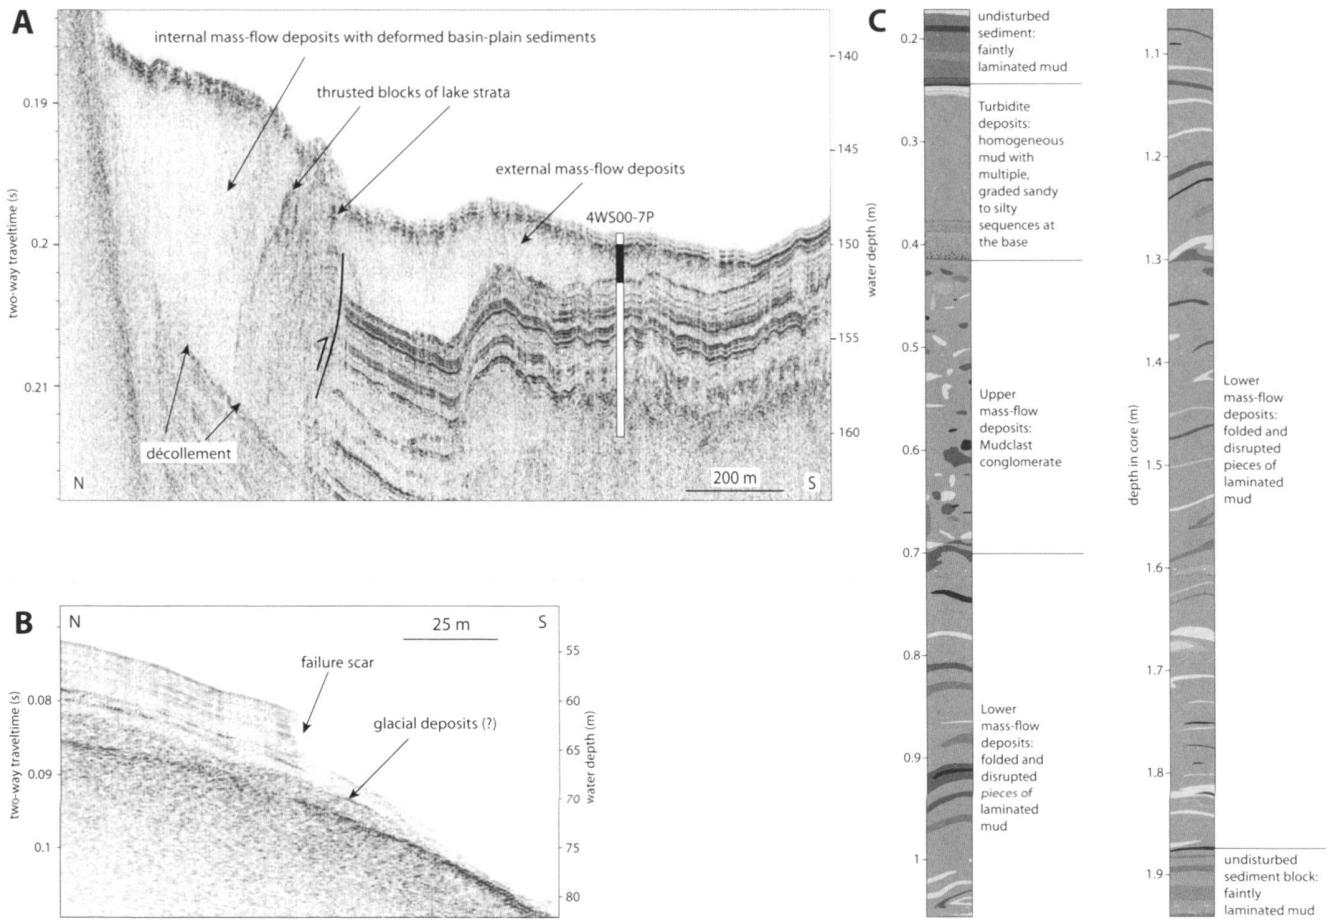 A
internal mass-flow deposits with deformed basin-plain sediments
thrusted blocks of lake strata
external mass-flow deposits
4WS00-7P
décollement
N
S
200 m
two-way traveltime (s)
0.19
0.2
0.21
water depth (m)
140
145
150
155
160
B
N
S
25 m
failure scar
glacial deposits (?)
two-way traveltime (s)
0.08
0.09
0.1
water depth (m)
55
60
65
70
75
80
C
0.2
0.3
0.4
0.5
0.6
0.7
0.8
0.9
1
undisturbed
sediment:
faintly
laminated mud
Turbidite
deposits:
homogeneous
mud with
multiple,
graded sandy
to silty
sequences at
the base
Upper
mass-flow
deposits:
Mudclast
conglomerate
Lower
mass-flow
deposits:
folded and
disrupted
pieces of
laminated
mud
depth in core (m)
1.1
1.2
1.3
1.4
1.5
1.6
1.7
1.8
1.9
Lower
mass-flow
deposits:
folded and
disrupted
pieces of
laminated
mud
undisturbed
sediment block:
faintly
laminated mud